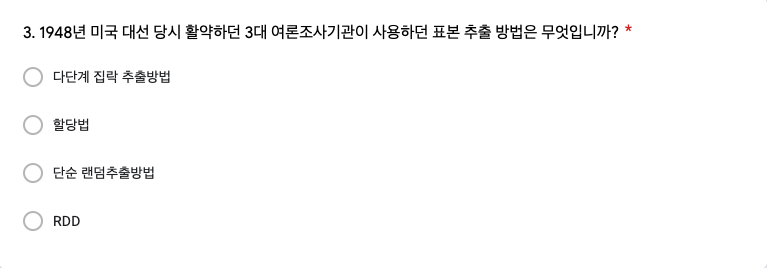 3. 1948년 미국 대선 당시 활약하던 3대 여론조사기관이 사용하던 표본 추출 방법은 무엇입니까? *
다단계 집락 추출방법
할당법
단순 랜덤추출방법
RDD